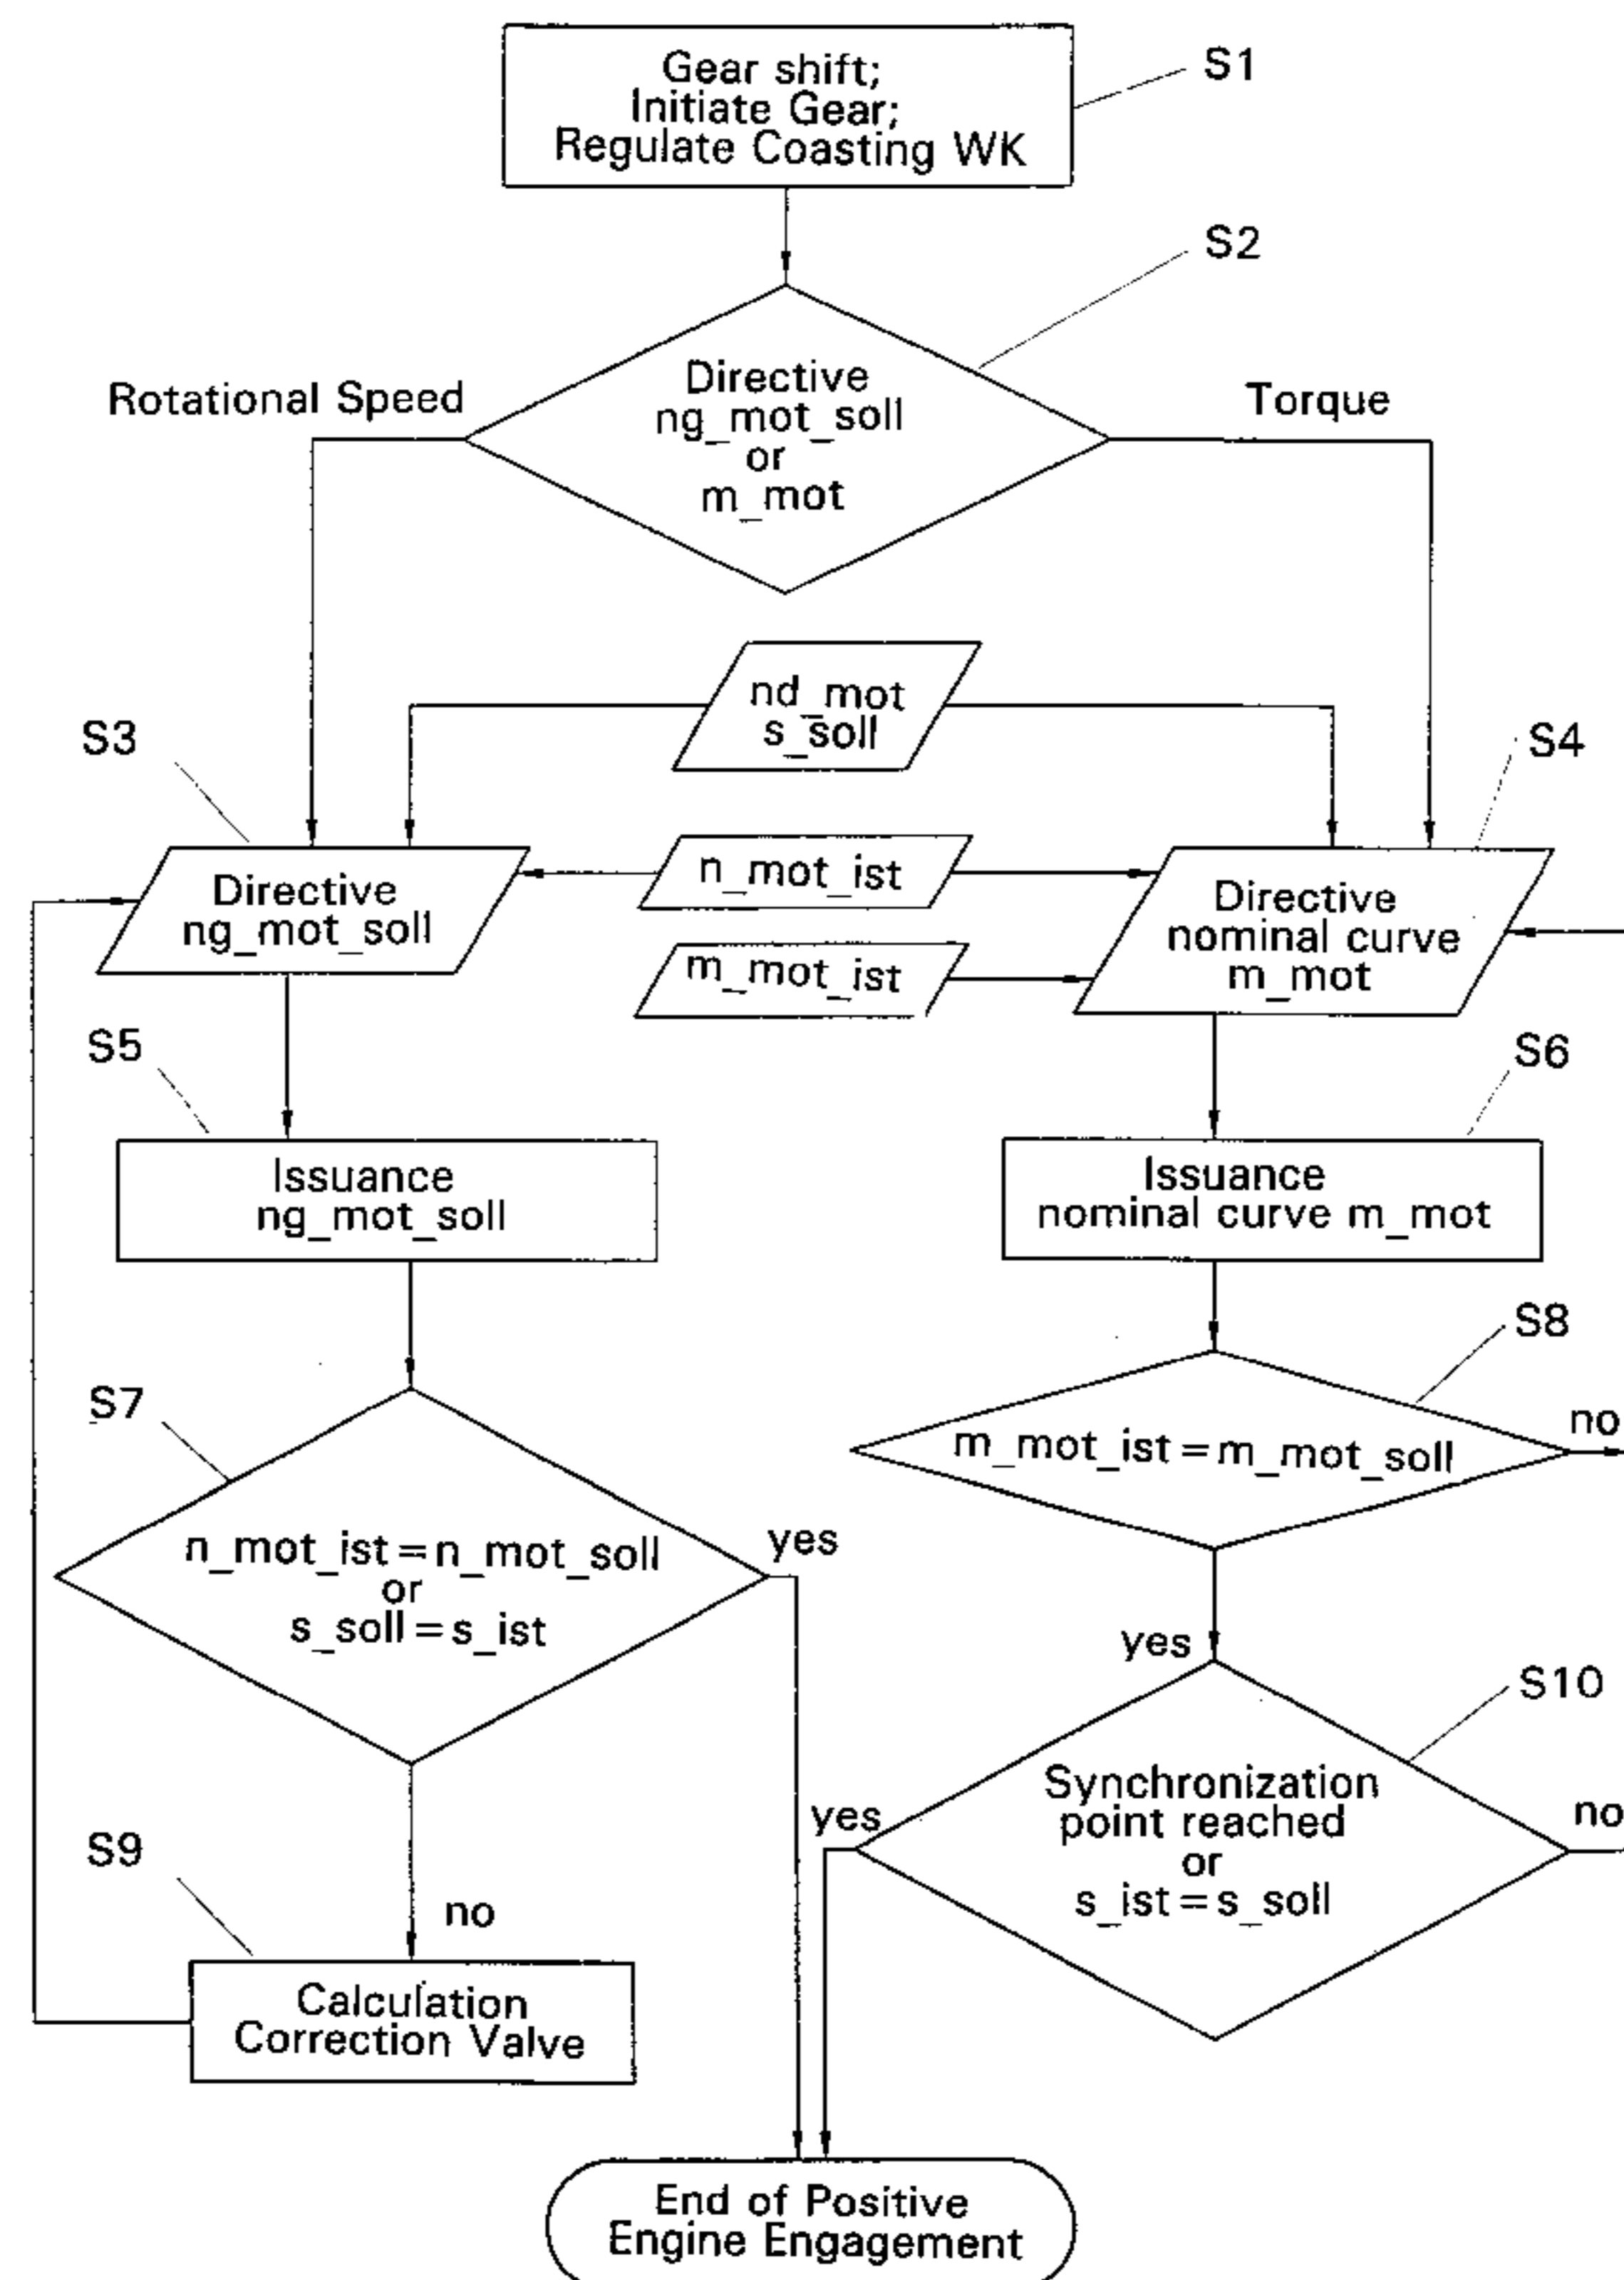 Gear shift;
Initiate Gear;
Regulate Coasting WK
S1
S2
Directive
ng_mot_soll
or
m_mot
Rotational Speed
Torque
nd_mot
s_soll
S3
S4
n_mot_ist
Directive
ng_mot_soll
Directive
nominal curve
m_mot
m_mot_ist
S5
S6
Issuance
ng_mot_soll
Issuance
nominal curve m_mot
S8
S7
no
m_mot_ist=m_mot_soll
n_mot_ist=n_mot_soll
or
s_soll=s_ist
yes
yes
S10
Synchronization
point reached
or
s_ist=s_soll
yes
no
S9
no
Calculation
Correction Valve
End of Positive
Engine Engagement